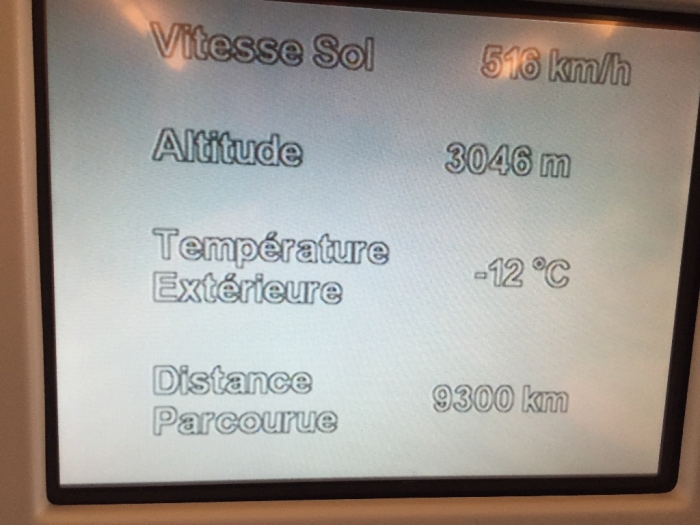 Vitesse Sol 516 km/h
Altitude 3046 m
Température
Extérieure -12 °C
Distance
Parcourue 9300 km